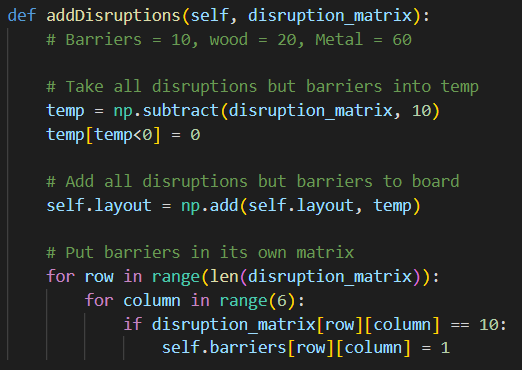 def addDisruptions(self, disruption_matrix):
    # Barriers = 10, wood = 20, Metal = 60

    # Take all disruptions but barriers into temp
    temp = np.subtract(disruption_matrix, 10)
    temp[temp<0] = 0

    # Add all disruptions but barriers to board
    self.layout = np.add(self.layout, temp)

    # Put barriers in its own matrix
    for row in range(len(disruption_matrix)):
        for column in range(6):
            if disruption_matrix[row][column] == 10:
                self.barriers[row][column] = 1